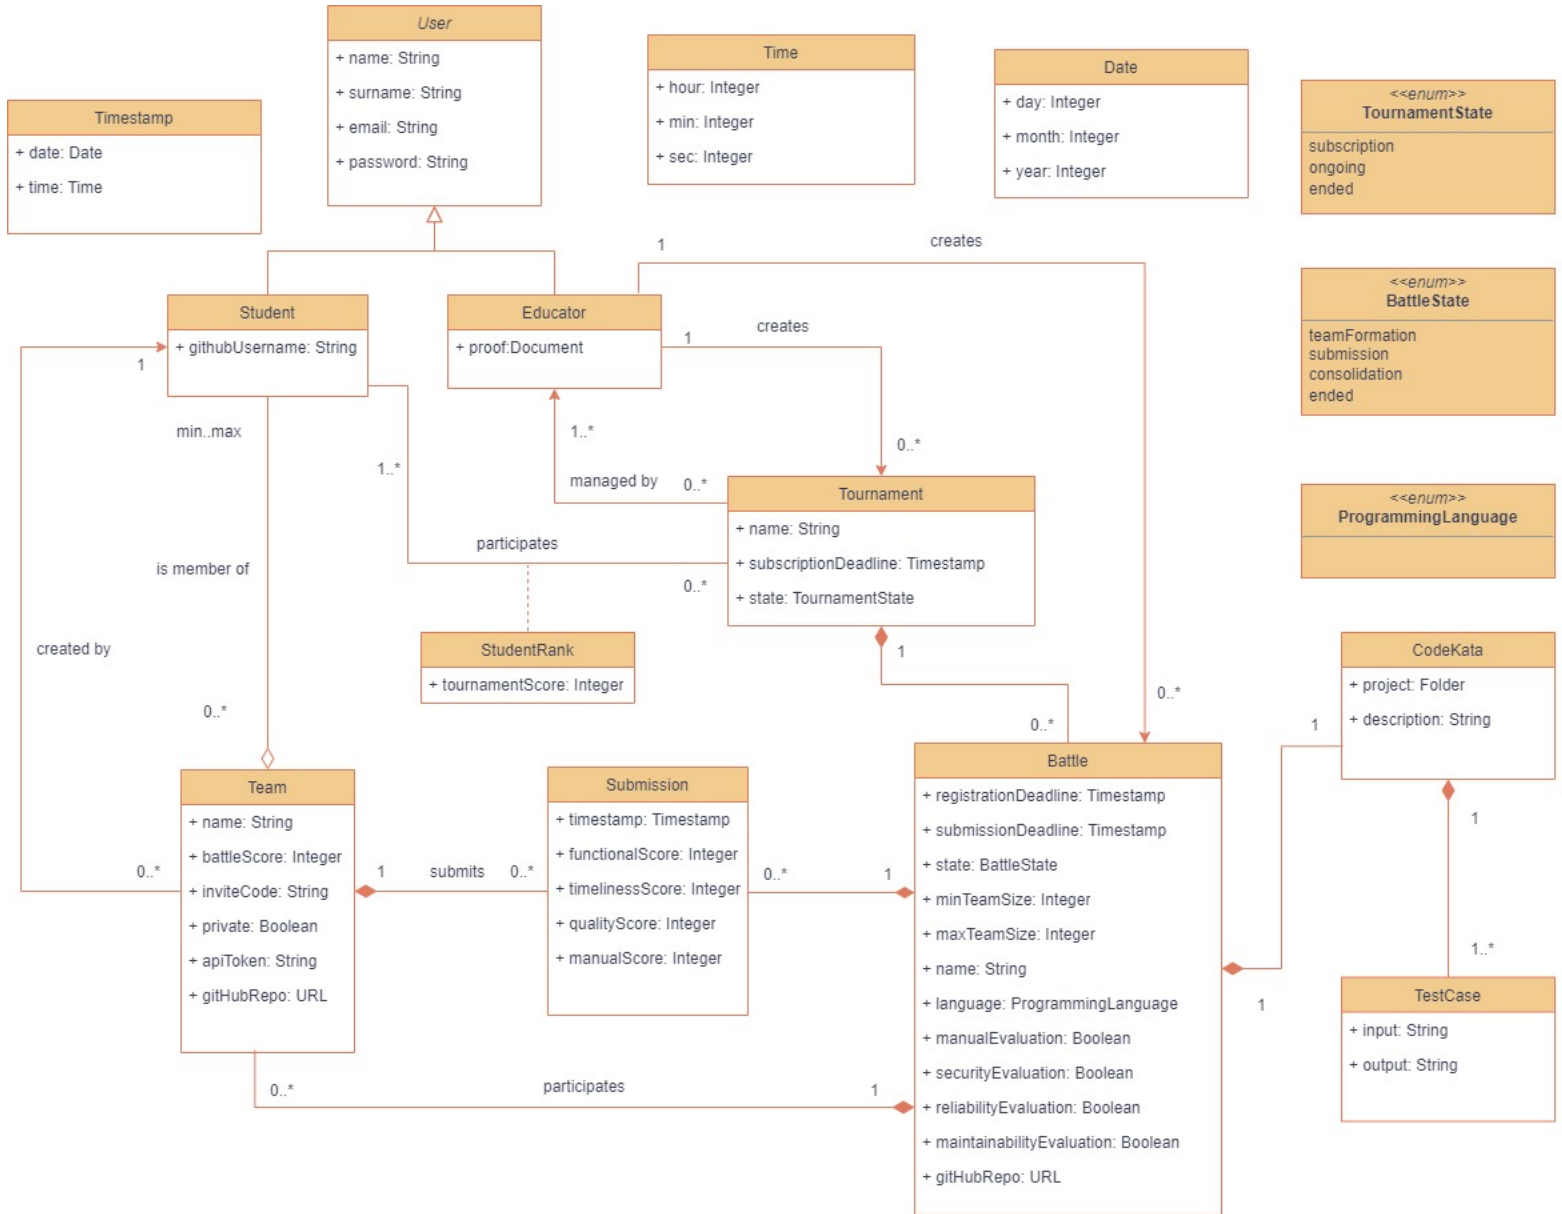 User
+ name: String
+ surname: String
+ email: String
+ password: String
Time
+ hour: Integer
+ min: Integer
+ sec: Integer
Date
+ day: Integer
+ month: Integer
+ year: Integer
<<enum>>
TournamentState
subscription
ongoing
ended
Timestamp
+ date: Date
+ time: Time
1
creates
<<enum>>
BattleState
teamFormation
submission
consolidation
ended
Student
+ githubUsername: String
Educator
+ proof:Document
1
creates
1
min..max
1..*
1..*
0..*
managed by
0..*
Tournament
+ name: String
+ subscriptionDeadline: Timestamp
+ state: TournamentState
<<enum>>
ProgrammingLanguage
participates
0..*
is member of
created by
StudentRank
+ tournamentScore: Integer
1
CodeKata
+ project: Folder
+ description: String
0..*
0..*
0..*
1
Team
+ name: String
+ battleScore: Integer
+ inviteCode: String
+ private: Boolean
+ apiToken: String
+ gitHubRepo: URL
0..*
1
submits
0..*
Submission
+ timestamp: Timestamp
+ functionalScore: Integer
+ timelinessScore: Integer
+ qualityScore: Integer
+ manualScore: Integer
0..*
1
Battle
+ registrationDeadline: Timestamp
+ submissionDeadline: Timestamp
+ state: BattleState
+ minTeamSize: Integer
+ maxTeamSize: Integer
+ name: String
+ language: ProgrammingLanguage
+ manualEvaluation: Boolean
+ securityEvaluation: Boolean
+ reliabilityEvaluation: Boolean
+ maintainabilityEvaluation: Boolean
+ gitHubRepo: URL
1
1..*
1
TestCase
+ input: String
+ output: String
0..*
participates
1